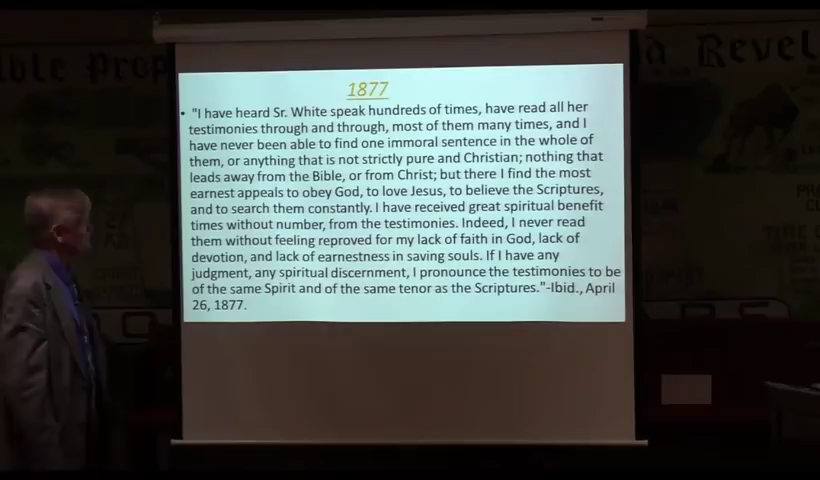 ible Prop
d Revel
1877
• "I have heard Sr. White speak hundreds of times, have read all her
testimonies through and through, most of them many times, and I
have never been able to find one immoral sentence in the whole of
them, or anything that is not strictly pure and Christian; nothing that
leads away from the Bible, or from Christ; but there I find the most
earnest appeals to obey God, to love Jesus, to believe the Scriptures,
and to search them constantly. I have received great spiritual benefit
times without number, from the testimonies. Indeed, I never read
them without feeling reproved for my lack of faith in God, lack of
devotion, and lack of earnestness in saving souls. If I have any
judgment, any spiritual discernment, I pronounce the testimonies to be
of the same Spirit and of the same tenor as the Scriptures."-Ibid., April
26, 1877.